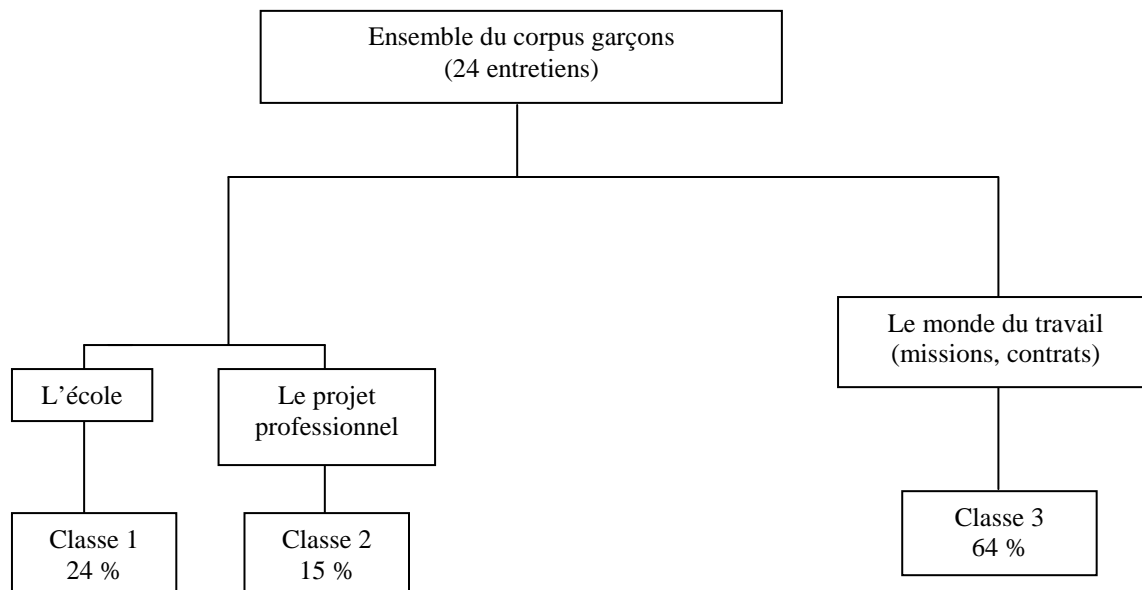 Ensemble du corpus garçons
(24 entretiens)
Le monde du travail
(missions, contrats)
L’école
Le projet
professionnel
Classe 1
24 %
Classe 2
15 %
Classe 3
64 %